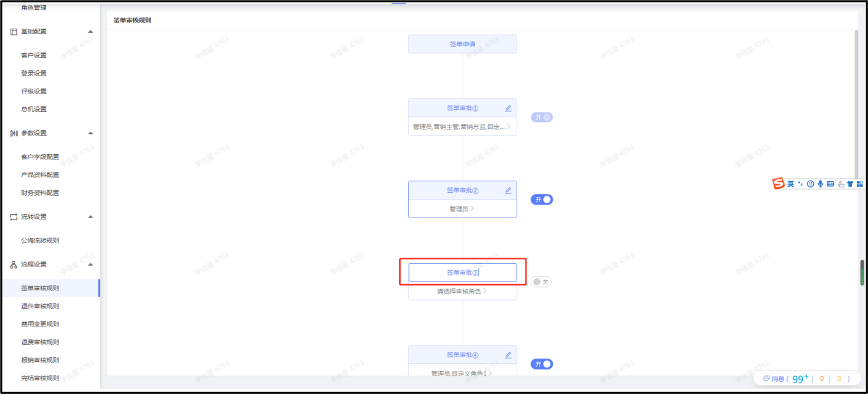 角色管理
签单审核规则
基础配置
签单申请
客户设置
登录设置
评级设置
总机设置
签单审批①
开
管理员,营销主管,营销总监,自定...
参数设置
客户字段配置
产品资料配置
财务资料配置
签单审批②
开
管理员
英
流转设置
公海流转规则
流程设置
签单审批③
请选择审核角色
关
签单审核规则
退件审核规则
费用变更规则
退费审核规则
报销审核规则
完结审核规则
签单审批④
开
管理员,自定义角色1
消息 ( 99+ | 0 | 0 )